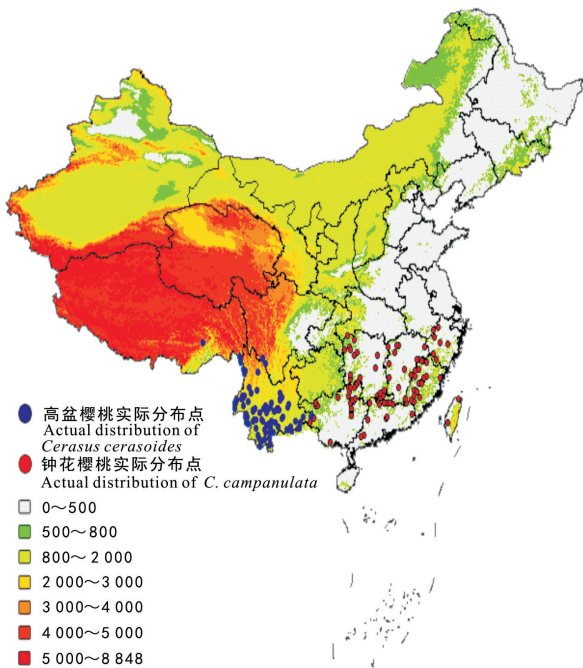 高盆樱桃实际分布点
Actual distribution of
Cerasus cerasoides
钟花樱桃实际分布点
Actual distribution of C. campanulata
0～500
500～800
800～2 000
2 000～3 000
3 000～4 000
4 000～5 000
5 000～8 848